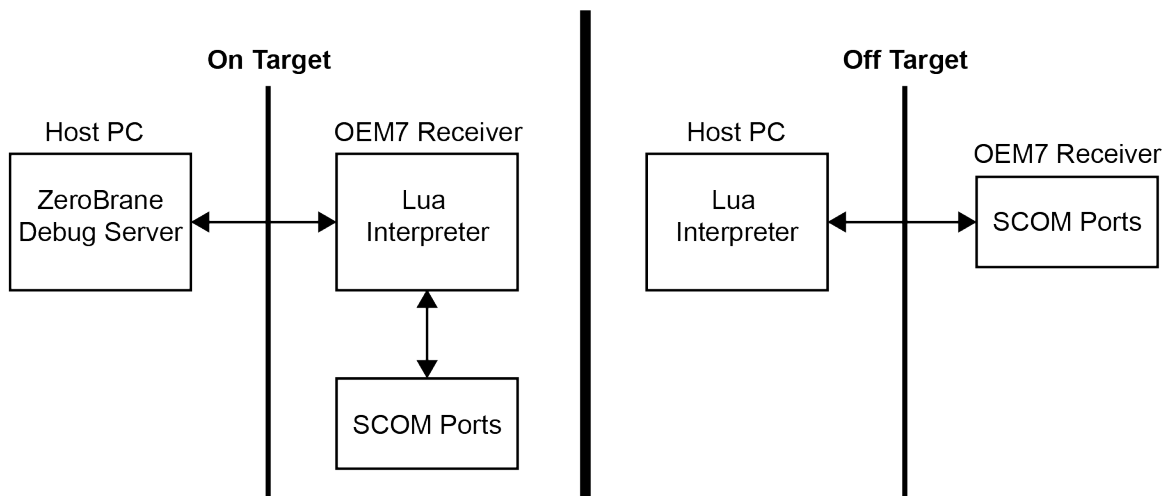 On Target
Host PC
ZeroBrane
Debug Server
OEM7 Receiver
Lua
Interpreter
SCOM Ports
Off Target
Host PC
Lua
Interpreter
OEM7 Receiver
SCOM Ports